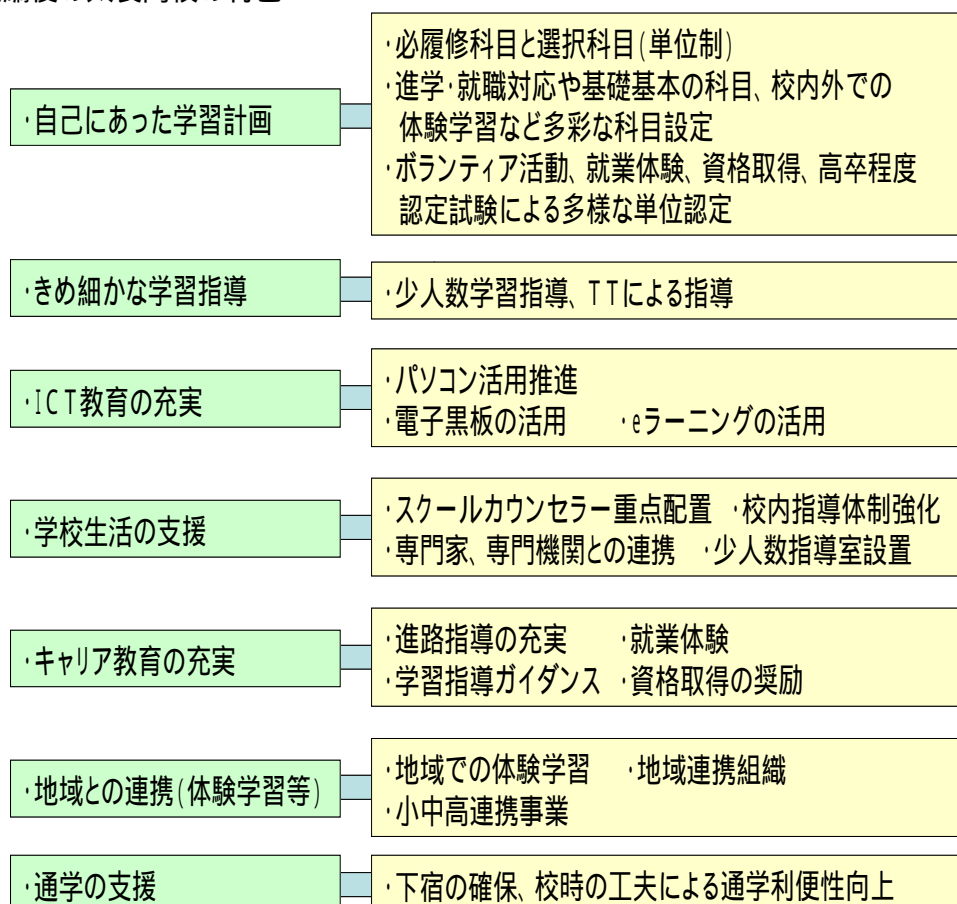 ·自己にあった学習計画
·必履修科目と選択科目(単位制)
·進学·就職対応や基礎基本の科目、校内外での
体験学習など多彩な科目設定
·ボランティア活動、就業体験、資格取得、高卒程度
認定試験による多様な単位認定
·きめ細かな学習指導
·少人数学習指導、TTによる指導
·ICT教育の充実
·パソコン活用推進
·電子黒板の活用 ·eラーニングの活用
·学校生活の支援
·スクールカウンセラー重点配置 ·校内指導体制強化
·専門家、専門機関との連携 ·少人数指導室設置
·キャリア教育の充実
·進路指導の充実 ·就業体験
·学習指導ガイダンス ·資格取得の奨励
·地域との連携(体験学習等)
·地域での体験学習 ·地域連携組織
·小中高連携事業
·通学の支援
·下宿の確保、校時の工夫による通学利便性向上